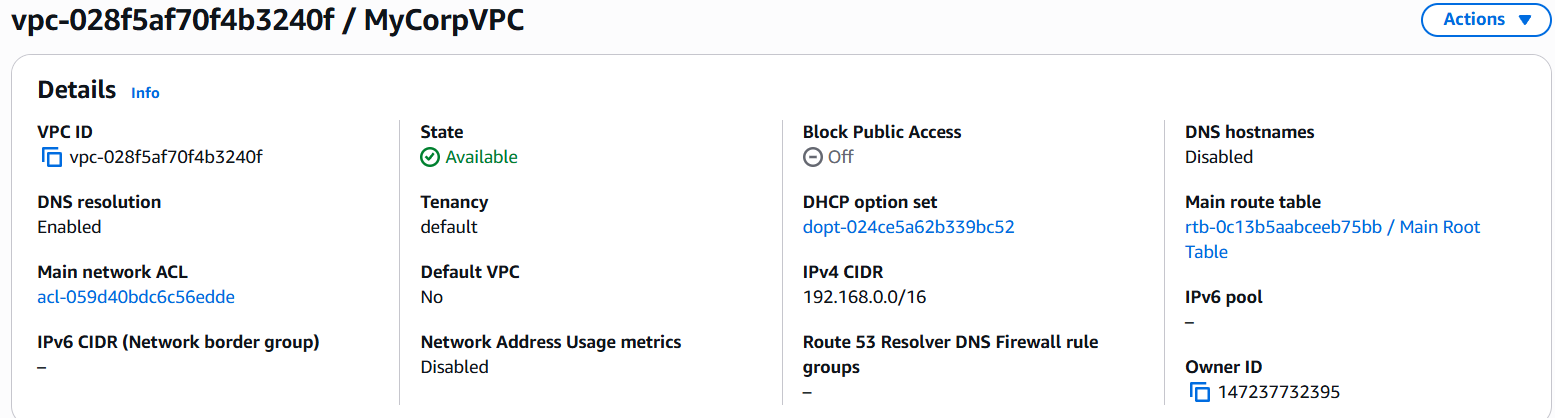 vpc-028f5af70f4b3240f / MyCorpVPC
Actions
Details Info
VPC ID
vpc-028f5af70f4b3240f
State
Available
Block Public Access
Off
DNS hostnames
Disabled
DNS resolution
Enabled
Tenancy
default
DHCP option set
dopt-024ce5a62b339bc52
Main route table
rtb-0c13b5aabceeb75bb / Main Root
Table
Main network ACL
acl-059d40bdc6c56edde
Default VPC
No
IPv4 CIDR
192.168.0.0/16
IPv6 pool
–
IPv6 CIDR (Network border group)
–
Network Address Usage metrics
Disabled
Route 53 Resolver DNS Firewall rule
groups
–
Owner ID
147237732395